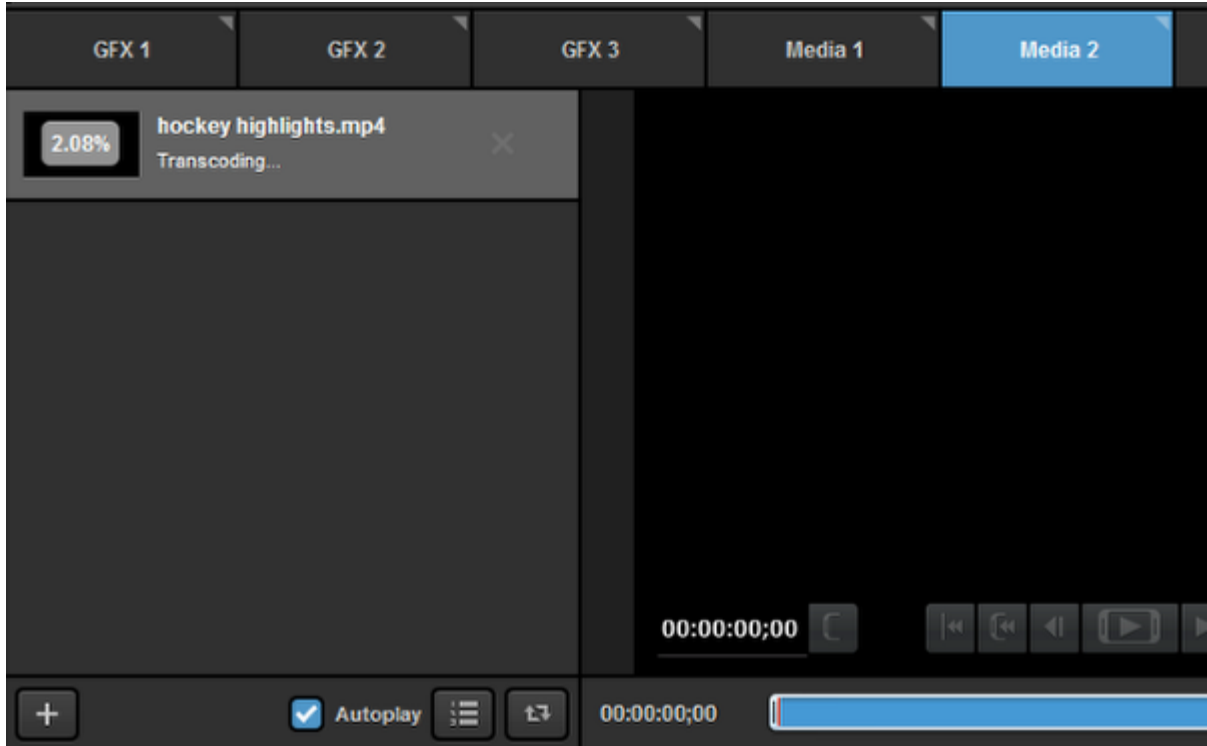 GFX 1 GFX 2 GFX 3 Media 1 Media 2
2.08%
hockey highlights.mp4
Transcoding...
00:00:00;00
Autoplay
00:00:00;00